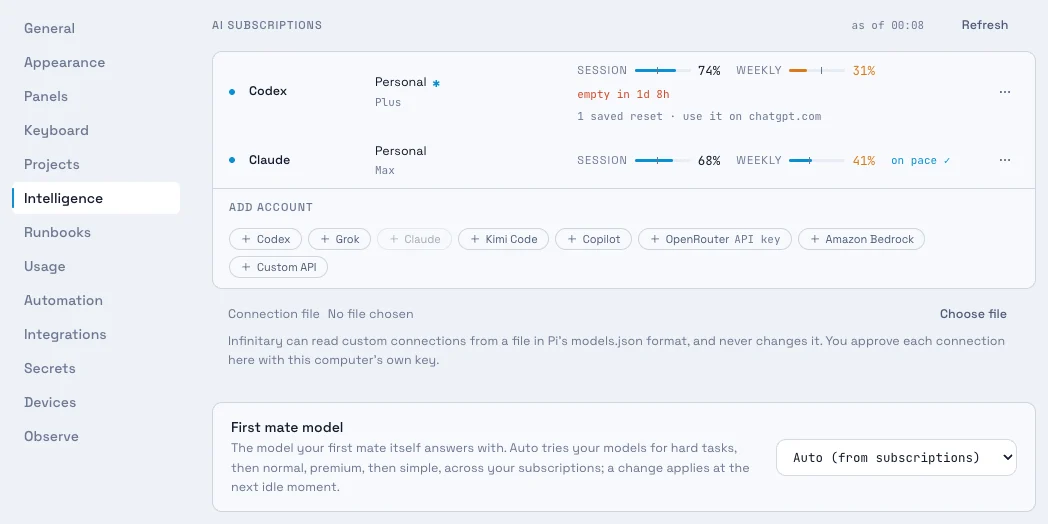 General
Appearance
Panels
Keyboard
Projects
Intelligence
Runbooks
Usage
Automation
Integrations
Secrets
Devices
Observe
AI SUBSCRIPTIONS
as of 00:08
Refresh
Codex
Personal *
Plus
SESSION 74% WEEKLY 31%
empty in 1d 8h
1 saved reset · use it on chatgpt.com
...
Claude
Personal
Max
SESSION 68% WEEKLY 41% on pace ✓
...
ADD ACCOUNT
+ Codex + Grok + Claude + Kimi Code + Copilot + OpenRouter API key + Amazon Bedrock
+ Custom API
Connection file No file chosen
Choose file
Infinitary can read custom connections from a file in Pi's models.json format, and never changes it. You approve each connection
here with this computer's own key.
First mate model
The model your first mate itself answers with. Auto tries your models for hard tasks,
then normal, premium, then simple, across your subscriptions; a change applies at the
next idle moment.
Auto (from subscriptions)